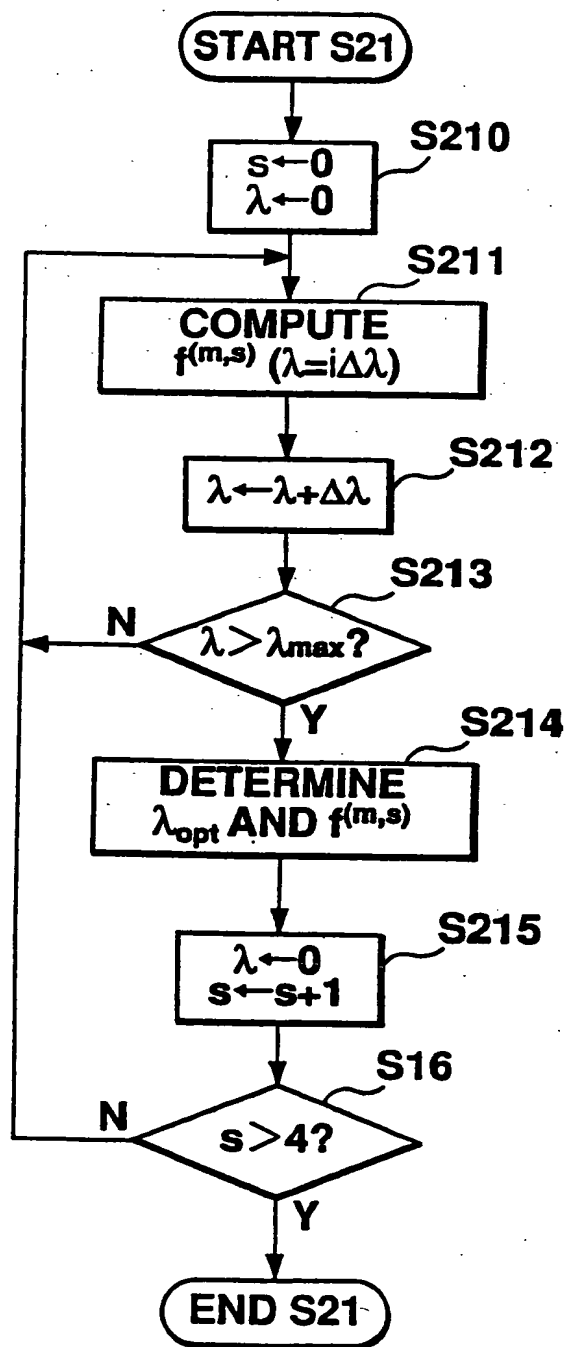 START S21
S210
s←0
λ←0
S211
COMPUTE
f(m,s) (λ=iΔλ)
S212
λ←λ+Δλ
S213
N
λ>λmax?
Y
S214
DETERMINE
λopt AND f(m,s)
S215
λ←0
s←s+1
S16
N
s>4?
Y
END S21